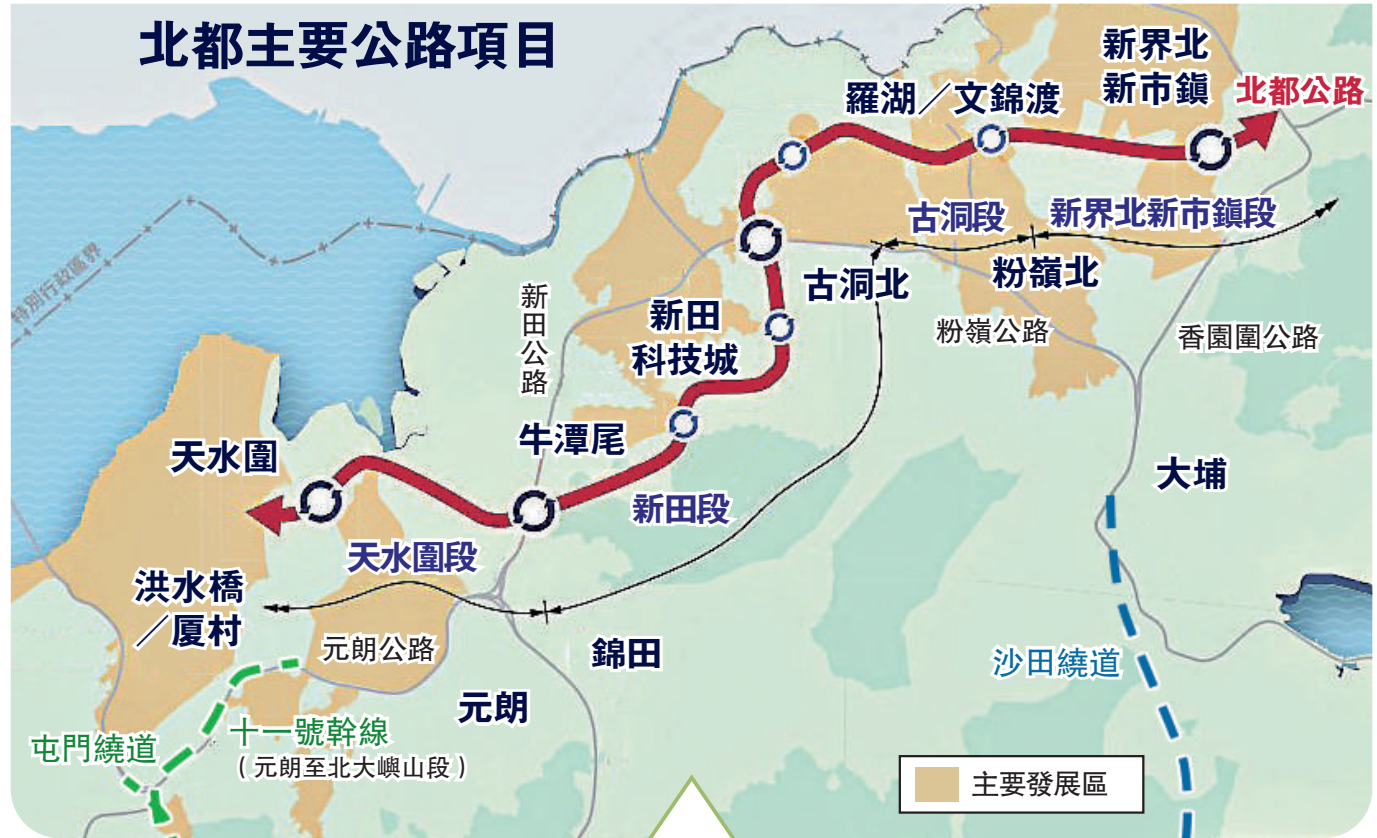 北都主要公路項目
新界北
新市鎮
北都公路
羅湖／文錦渡
古洞段
新界北新市鎮段
特別行政區界
新田公路
古洞北
粉嶺北
新田
科技城
粉嶺公路
香園圍公路
牛潭尾
天水圍
大埔
新田段
天水圍段
洪水橋
／厦村
元朗公路
錦田
沙田繞道
元朗
屯門繞道
十一號幹線
（元朗至北大嶼山段）
主要發展區